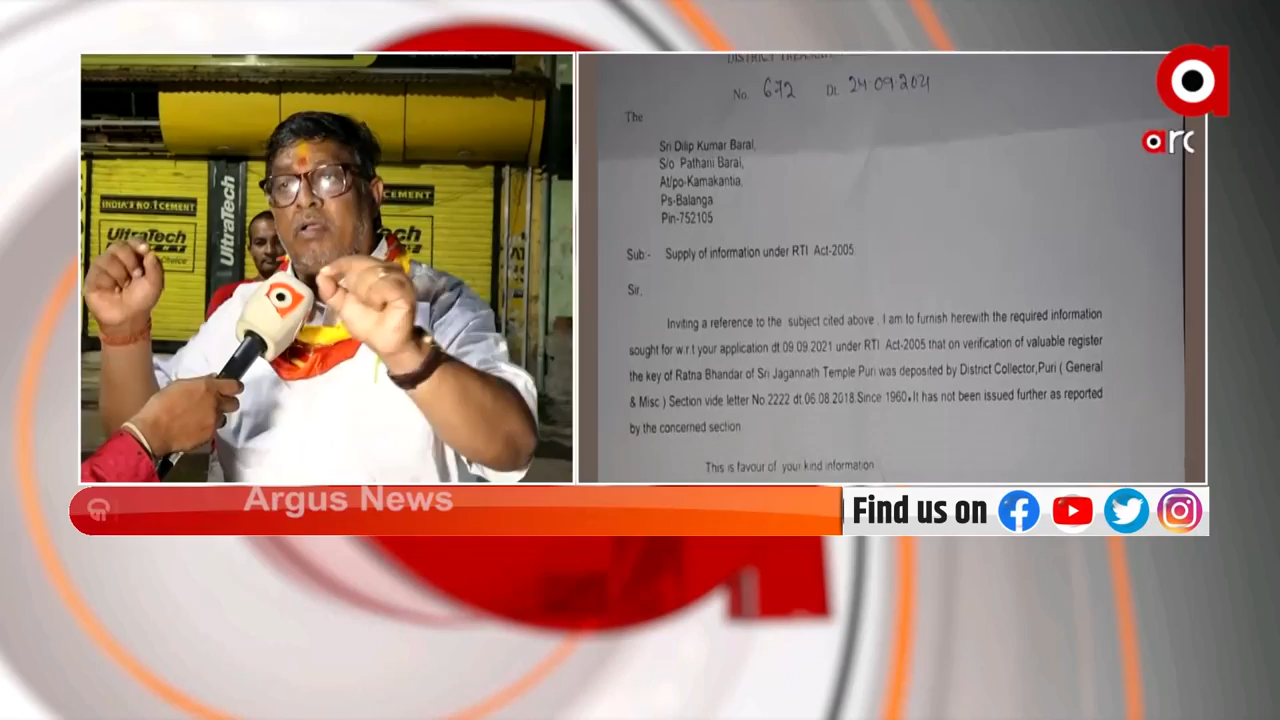 DISTRICT TREASURY
No. 672 Dt. 24.09.2021
The
Sri Dilip Kumar Baral,
S/o Pathani Baral,
At/po-Kamakantia,
Ps-Balanga
Pin-752105
Sub:- Supply of information under RTI Act-2005
Sir,
Inviting a reference to the subject cited above , I am to furnish herewith the required information
sought for w.r.t your application dt.09.09.2021 under RTI Act-2005 that on verification of valuable register
the key of Ratna Bhandar of Sri Jagannath Temple Puri was deposited by District Collector,Puri ( General
& Misc ) Section vide letter No.2222 dt.06.08.2018.Since 1960.It has not been issued further as reported
by the concerned section
This is favour of your kind information
INDIA'S NO.1 CEMENT
UltraTech
UltraTech
CEMENT
arg
Argus News
Find us on